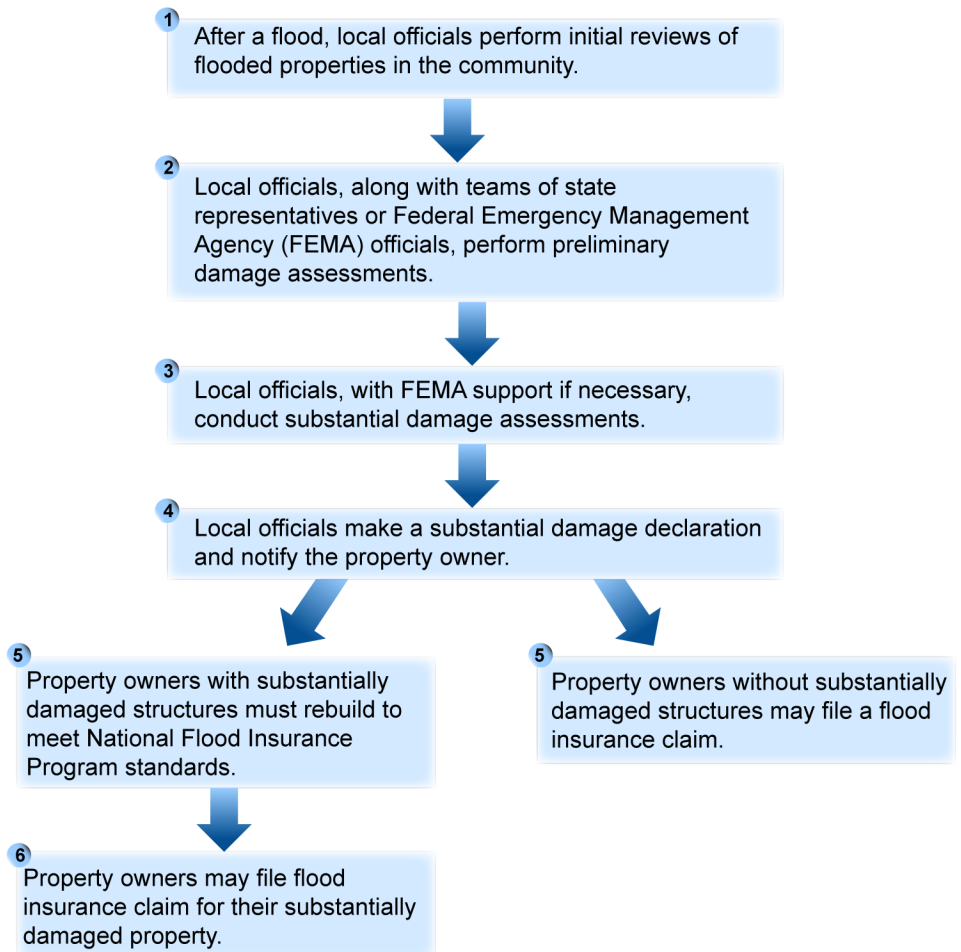 1
After a flood, local officials perform initial reviews of
flooded properties in the community.
2
Local officials, along with teams of state
representatives or Federal Emergency Management
Agency (FEMA) officials, perform preliminary
damage assessments.
3
Local officials, with FEMA support if necessary,
conduct substantial damage assessments.
4
Local officials make a substantial damage declaration
and notify the property owner.
5
Property owners with substantially
damaged structures must rebuild to
meet National Flood Insurance
Program standards.
5
Property owners without substantially
damaged structures may file a flood
insurance claim.
6
Property owners may file flood
insurance claim for their substantially
damaged property.